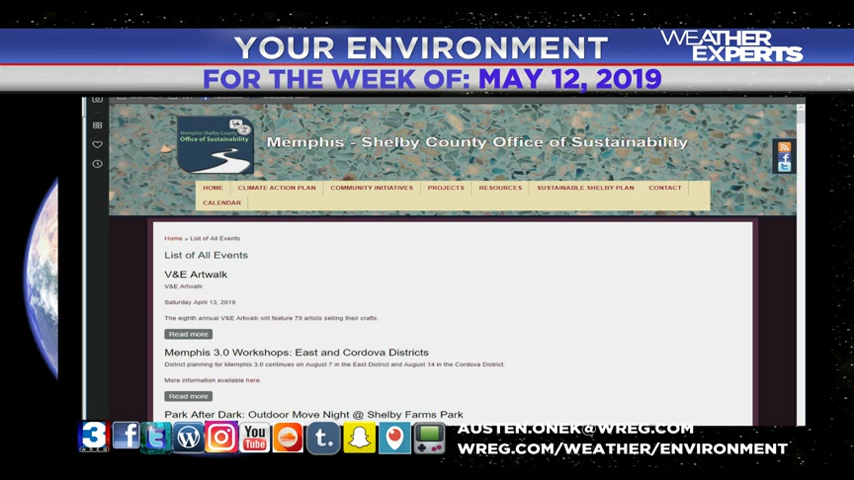 YOUR ENVIRONMENT
WEATHER
EXPERTS
FOR THE WEEK OF: MAY 12, 2019
Memphis Shelby County
Office of Sustainability
Memphis - Shelby County Office of Sustainability
HOME
CLIMATE ACTION PLAN
COMMUNITY INITIATIVES
PROJECTS
RESOURCES
SUSTAINABLE SHELBY PLAN
CONTACT
CALENDAR
Home » List of All Events
List of All Events
V&E Artwalk
V&E Artwalk
Saturday April 13, 2019
The eighth annual V&E Artwalk will feature 70 artists selling their crafts.
Read more
Memphis 3.0 Workshops: East and Cordova Districts
District planning for Memphis 3.0 continues on August 7 in the East District and August 14 in the Cordova District.
More information available here.
Read more
Park After Dark: Outdoor Move Night @ Shelby Farms Park
3
WREG
You
Tube
t.
AUSTEN.ONEK@WREG.COM
WREG.COM/WEATHER/ENVIRONMENT